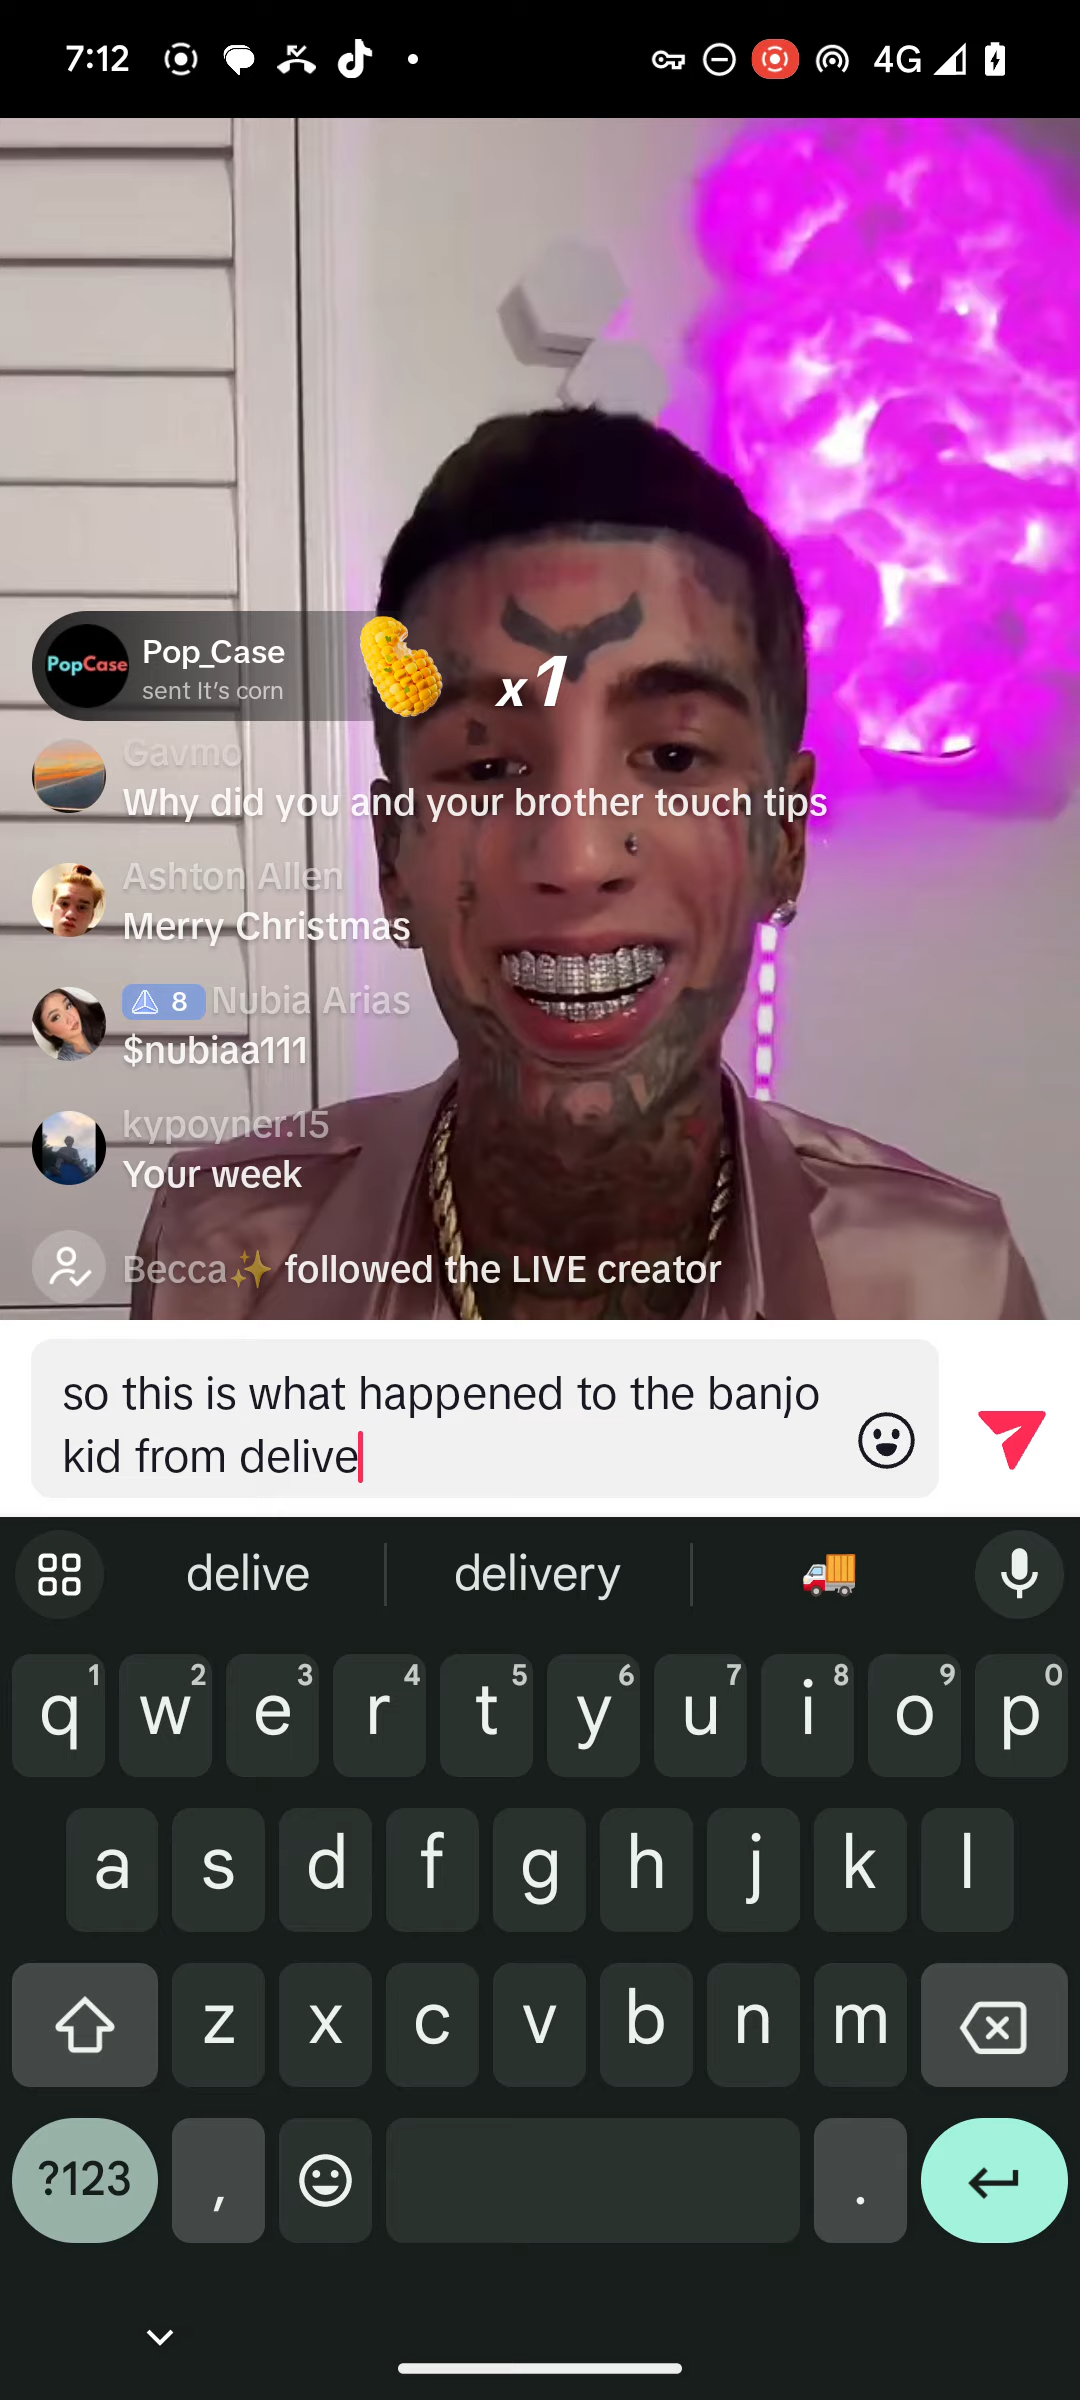 7:12
4G
PopCase
Pop_Case
sent It's corn
x1
Gavmo
Why did you and your brother touch tips
Ashton Allen
Merry Christmas
8 Nubia Arias
$nubiaa111
kypoyner.15
Your week
Becca✨ followed the LIVE creator
so this is what happened to the banjo
kid from delive
delive delivery 🚚
q1 w2 e3 r4 t5 y6 u7 i8 o9 p0
a s d f g h j k l
z x c v b n m
?123 , .